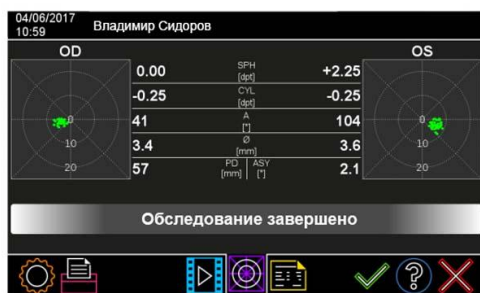 04/06/2017
10:59
Владимир Сидоров
OD
OS
0.00 SPH [dpt] +2.25
-0.25 CYL [dpt] -0.25
41 A [°] 104
3.4 Ø [mm] 3.6
57 PD [mm] ASY [°] 2.1
0
10
20
0
10
20
Обследование завершено
?